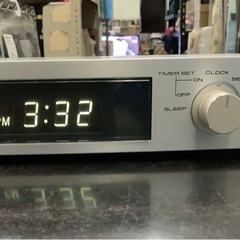 TIMER SET
CLOCK
ON
OFF
SLEEP
PM 3:32